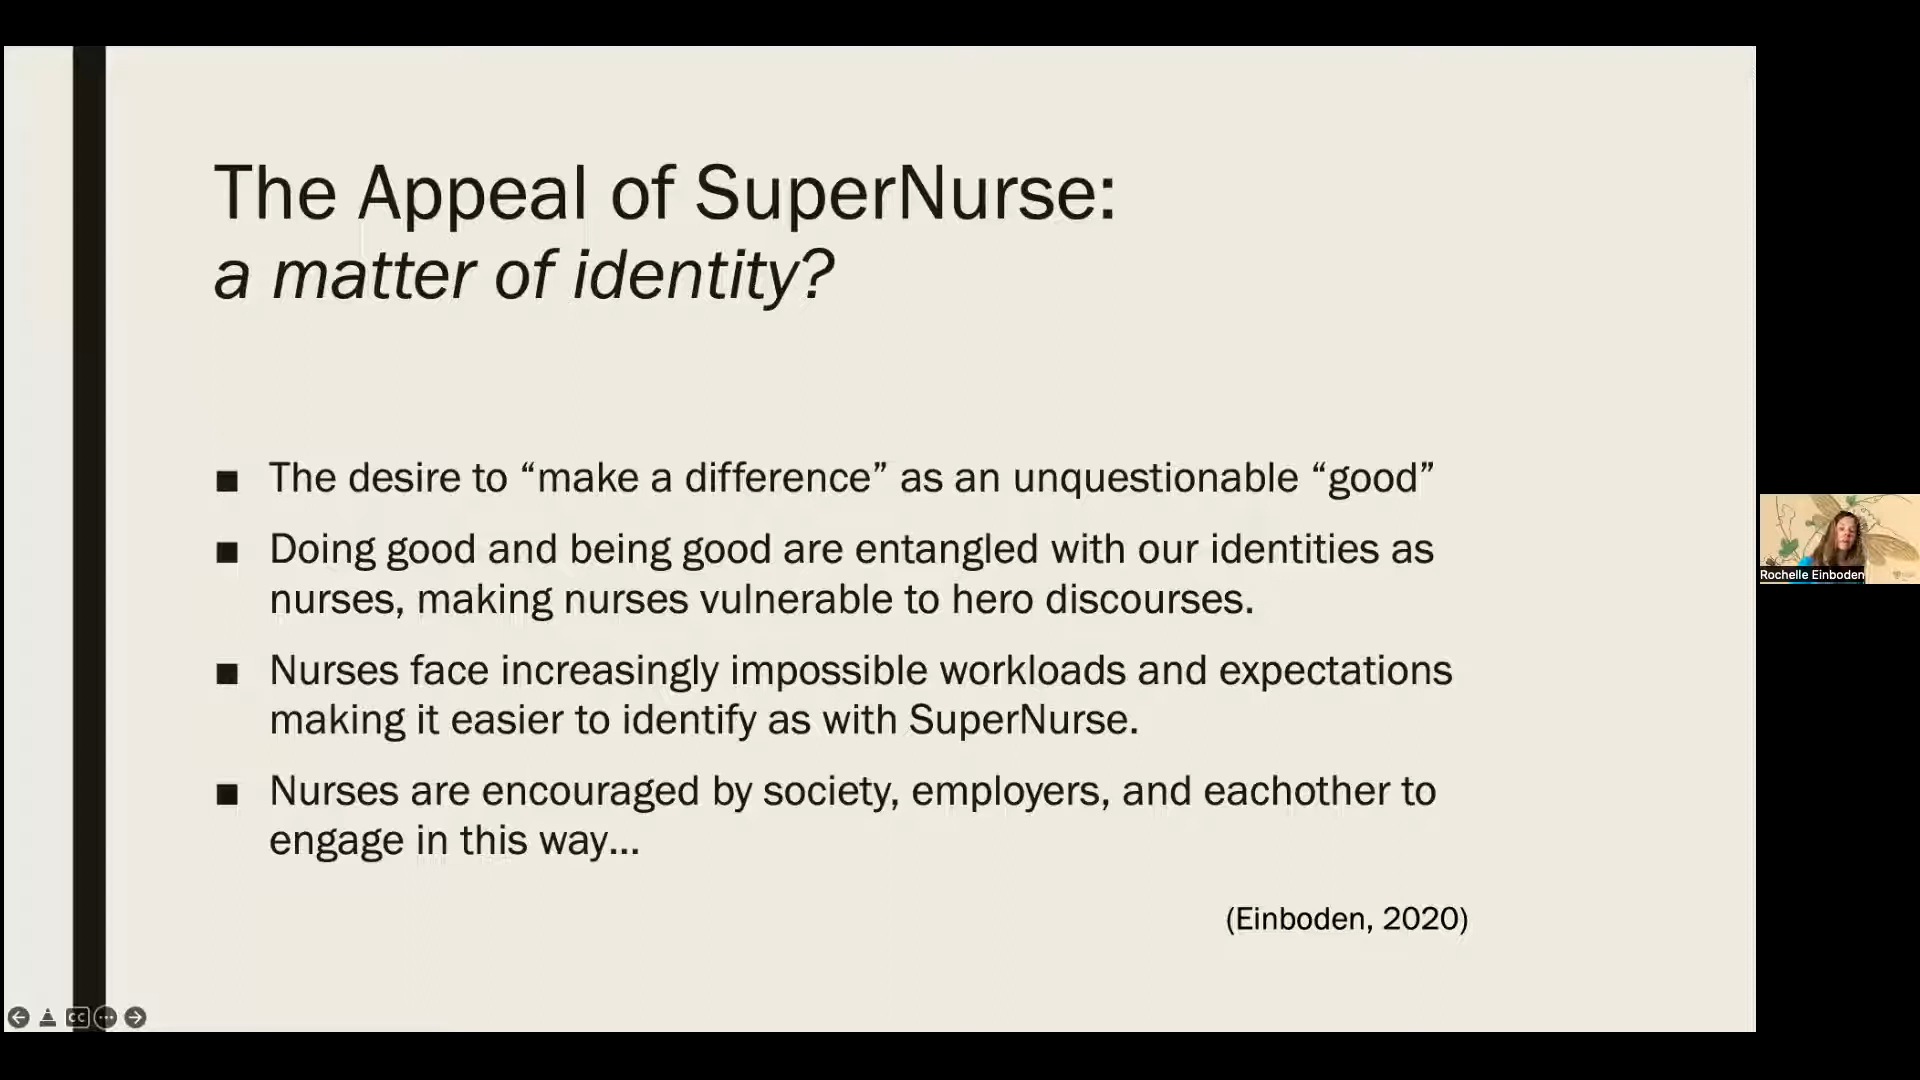 The Appeal of SuperNurse:
a matter of identity?
■ The desire to “make a difference” as an unquestionable “good”
■ Doing good and being good are entangled with our identities as
nurses, making nurses vulnerable to hero discourses.
■ Nurses face increasingly impossible workloads and expectations
making it easier to identify as with SuperNurse.
■ Nurses are encouraged by society, employers, and eachother to
engage in this way...
(Einboden, 2020)
Rochelle Einboden
CC